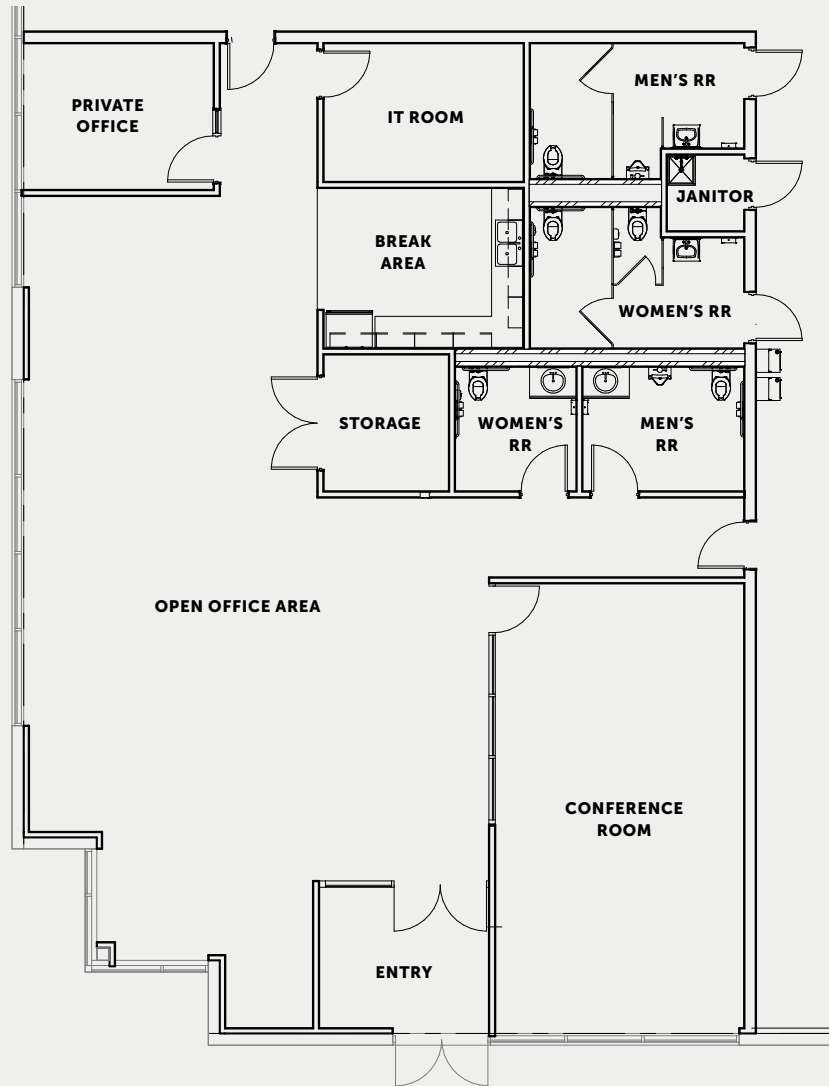 PRIVATE
OFFICE
IT ROOM
MEN'S RR
JANITOR
BREAK
AREA
WOMEN'S RR
STORAGE
WOMEN'S
RR
MEN'S
RR
OPEN OFFICE AREA
CONFERENCE
ROOM
ENTRY